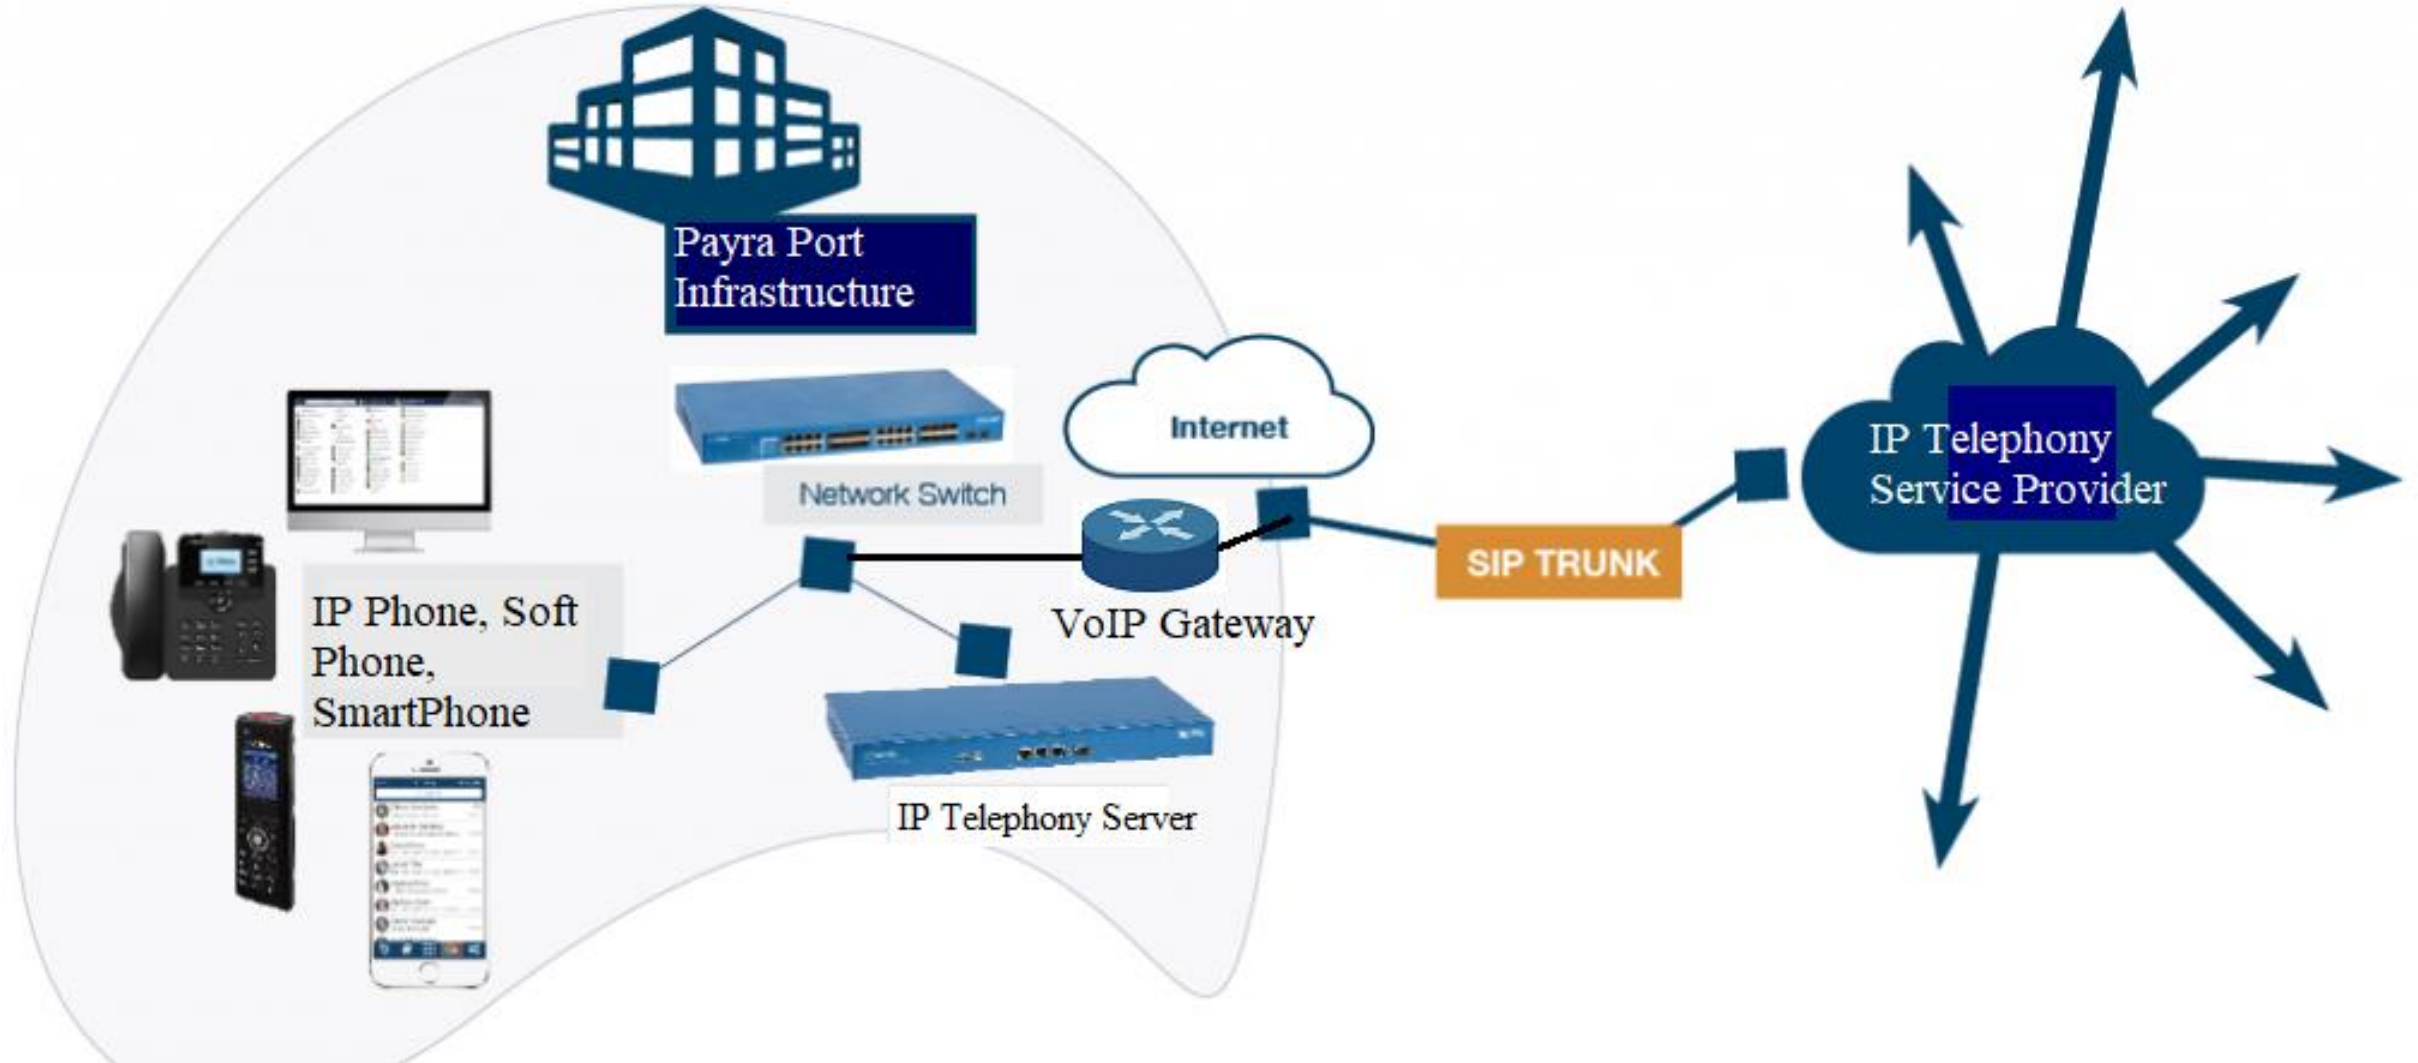 Payra Port
Infrastructure
Internet
Network Switch
IP Telephony
Service Provider
SIP TRUNK
IP Phone, Soft
Phone,
SmartPhone
VoIP Gateway
IP Telephony Server